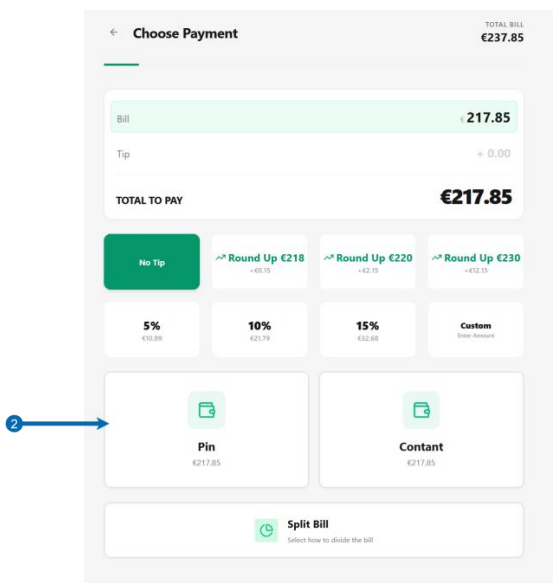 ← Choose Payment
TOTAL BILL
€237.85
Bill € 217.85
Tip + 0.00
TOTAL TO PAY €217.85
No Tip
Round Up €218
+€0.15
Round Up €220
+€2.15
Round Up €230
+€12.15
5%
€10.89
10%
€21.79
15%
€32.68
Custom
Enter Amount
2
Pin
€217.85
Contant
€217.85
Split Bill
Select how to divide the bill